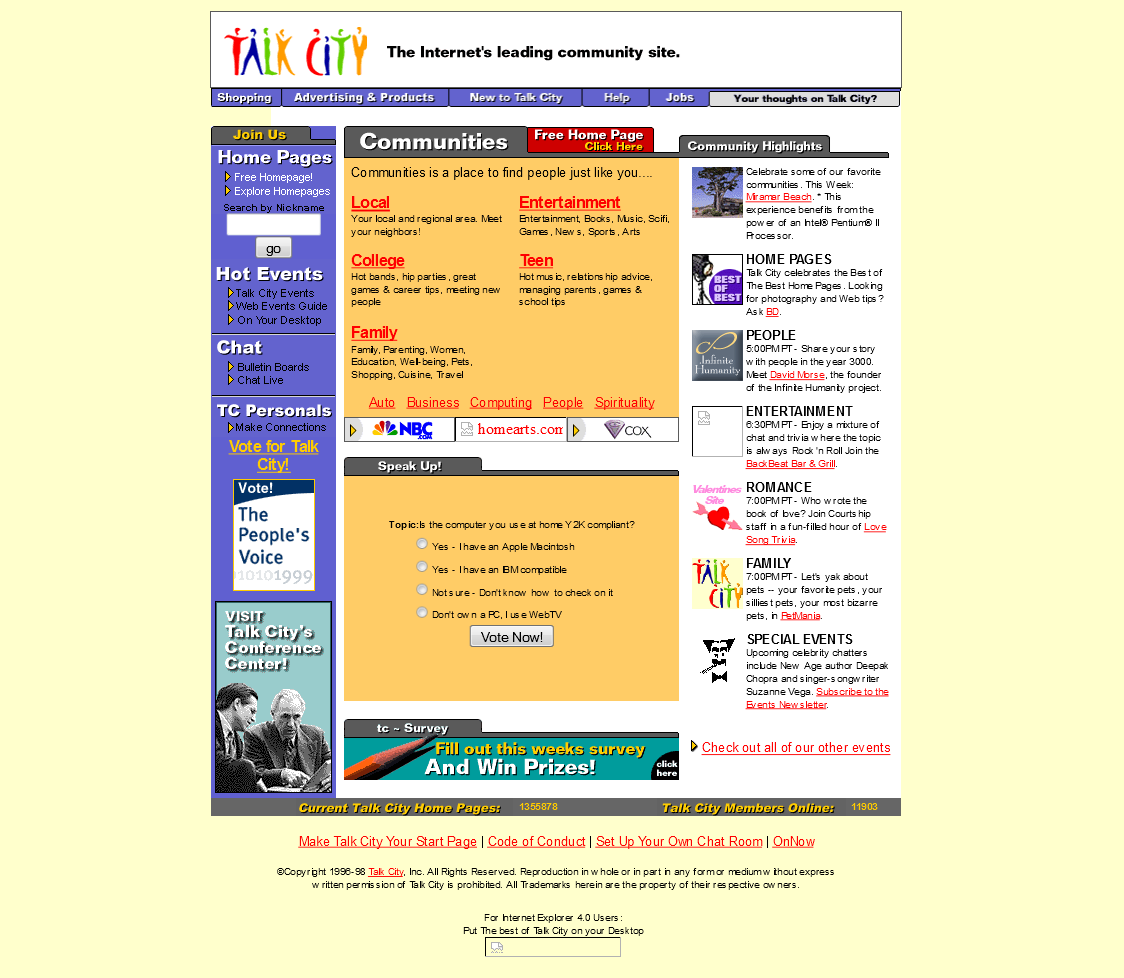 TALK CITY
The Internet's leading community site.
Shopping
Advertising & Products
New to Talk City
Help
Jobs
Your thoughts on Talk City?
Join Us
Home Pages
Free Homepage!
Explore Homepages
Search by Nickname
go
Hot Events
Talk City Events
Web Events Guide
On Your Desktop
Chat
Bulletin Boards
Chat Live
TC Personals
Make Connections
Vote for Talk
City!
Vote!
The
People's
Voice
010101999
VISIT
Talk City's
Conference
Center!
Communities
Free Home Page
Click Here
Communities is a place to find people just like you....
Local
Your local and regional area. Meet
your neighbors!
Entertainment
Entertainment, Books, Music, Scifi,
Games, News, Sports, Arts
College
Hot bands, hip parties, great
games & career tips, meeting new
people
Teen
Hot music, relationship advice,
managing parents, games &
school tips
Family
Family, Parenting, Women,
Education, Well-being, Pets,
Shopping, Cuisine, Travel
Auto Business Computing People Spirituality
NBC.COM
homearts.com
COX
Speak Up!
Topic:Is the computer you use at home Y2K compliant?
Yes - I have an Apple Macintosh
Yes - I have an IBM compatible
Not sure - Don't know how to check on it
Don't own a PC, I use WebTV
Vote Now!
tc ~ Survey
Fill out this weeks survey
And Win Prizes!
click
here
Community Highlights
Celebrate some of our favorite
communities. This Week:
Miramar Beach. * This
experience benefits from the
power of an Intel® Pentium® II
Processor.
BEST
OF
BEST
HOME PAGES
Talk City celebrates the Best of
The Best Home Pages. Looking
for photography and Web tips?
Ask BD.
Infinite
Humanity
PEOPLE
5:00PM PT - Share your story
with people in the year 3000.
Meet David Morse, the founder
of the Infinite Humanity project.
ENTERTAINMENT
6:30PM PT - Enjoy a mixture of
chat and trivia where the topic
is always Rock 'n Roll Join the
BackBeat Bar & Grill.
Valentines
Site
ROMANCE
7:00PM PT - Who wrote the
book of love? Join Courtship
staff in a fun-filled hour of Love
Song Trivia.
TALK
CITY
FAMILY
7:00PM PT - Let's yak about
pets -- your favorite pets, your
silliest pets, your most bizarre
pets, in PetMania.
SPECIAL EVENTS
Upcoming celebrity chatters
include New Age author Deepak
Chopra and singer-songwriter
Suzanne Vega. Subscribe to the
Events Newsletter.
Check out all of our other events
Current Talk City Home Pages: 1355878
Talk City Members Online: 11903
Make Talk City Your Start Page | Code of Conduct | Set Up Your Own Chat Room | OnNow
©Copyright 1996-98 Talk City, Inc. All Rights Reserved. Reproduction in whole or in part in any form or medium without express
written permission of Talk City is prohibited. All Trademarks herein are the property of their respective owners.
For Internet Explorer 4.0 Users:
Put The best of Talk City on your Desktop